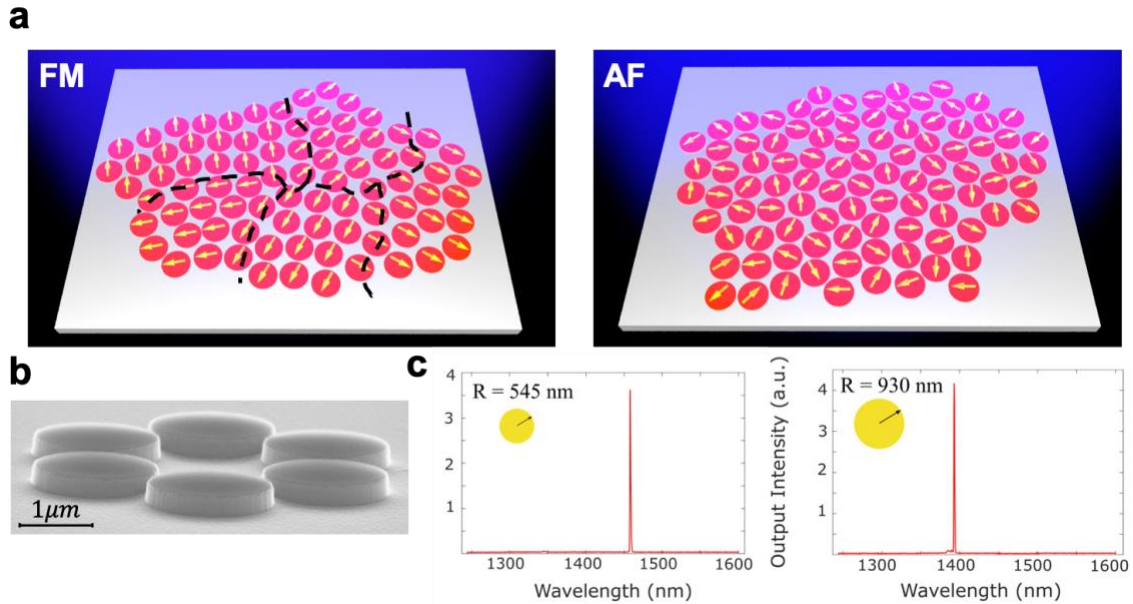 a
FM
AF
b
1μm
c
R = 545 nm
4
3
2
1
1300
1400
1500
1600
Wavelength (nm)
Output Intensity (a.u.)
R = 930 nm
4
3
2
1
1300
1400
1500
1600
Wavelength (nm)